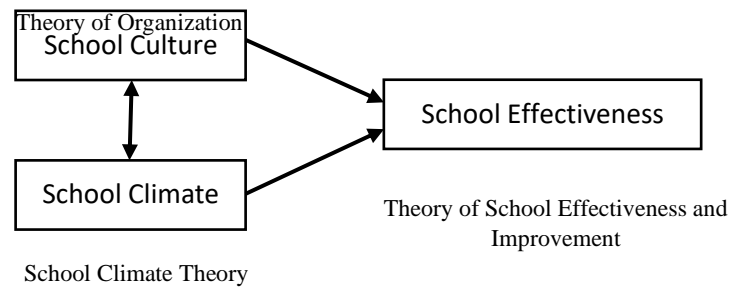 Theory of Organization
School Culture
School Effectiveness
School Climate
Theory of School Effectiveness and
Improvement
School Climate Theory